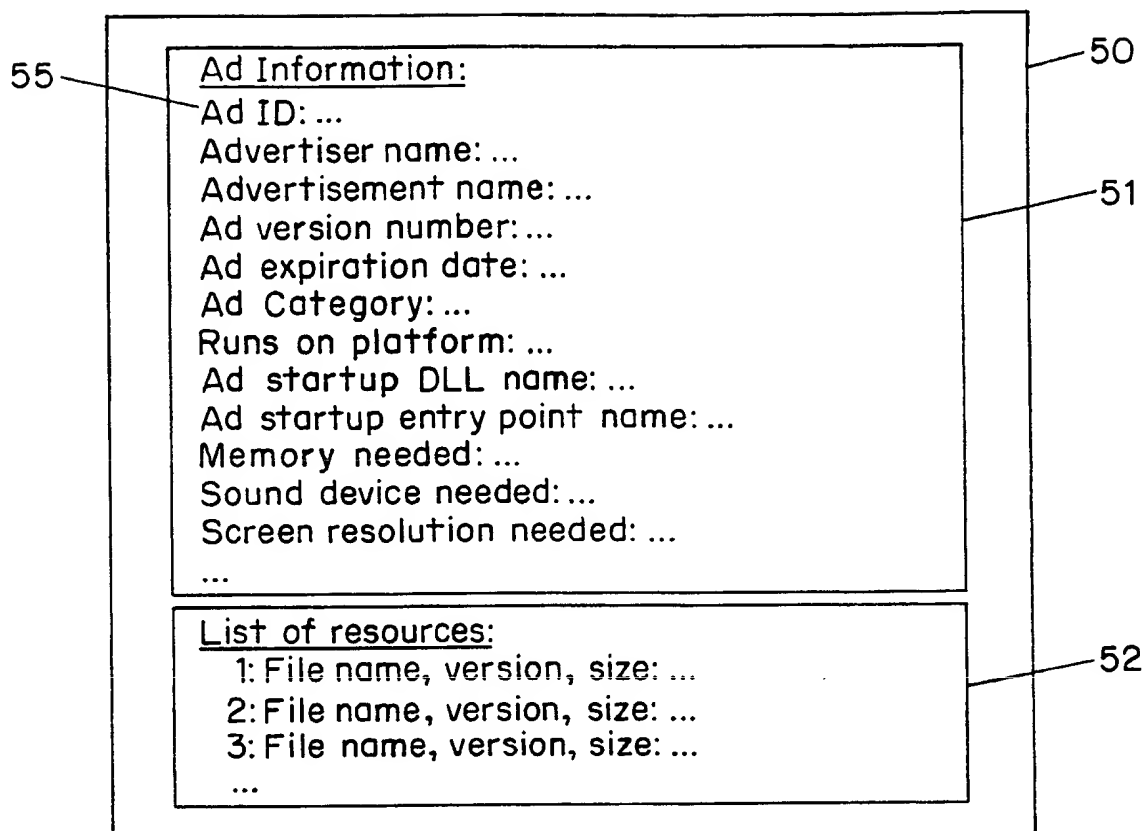 50
55
Ad Information:
Ad ID: ...
Advertiser name: ...
Advertisement name: ...
51
Ad version number: ...
Ad expiration date: ...
Ad Category: ...
Runs on platform: ...
Ad startup DLL name: ...
Ad startup entry point name: ...
Memory needed: ...
Sound device needed: ...
Screen resolution needed: ...
...
List of resources:
1: File name, version, size: ...
52
2: File name, version, size: ...
3: File name, version, size: ...
...